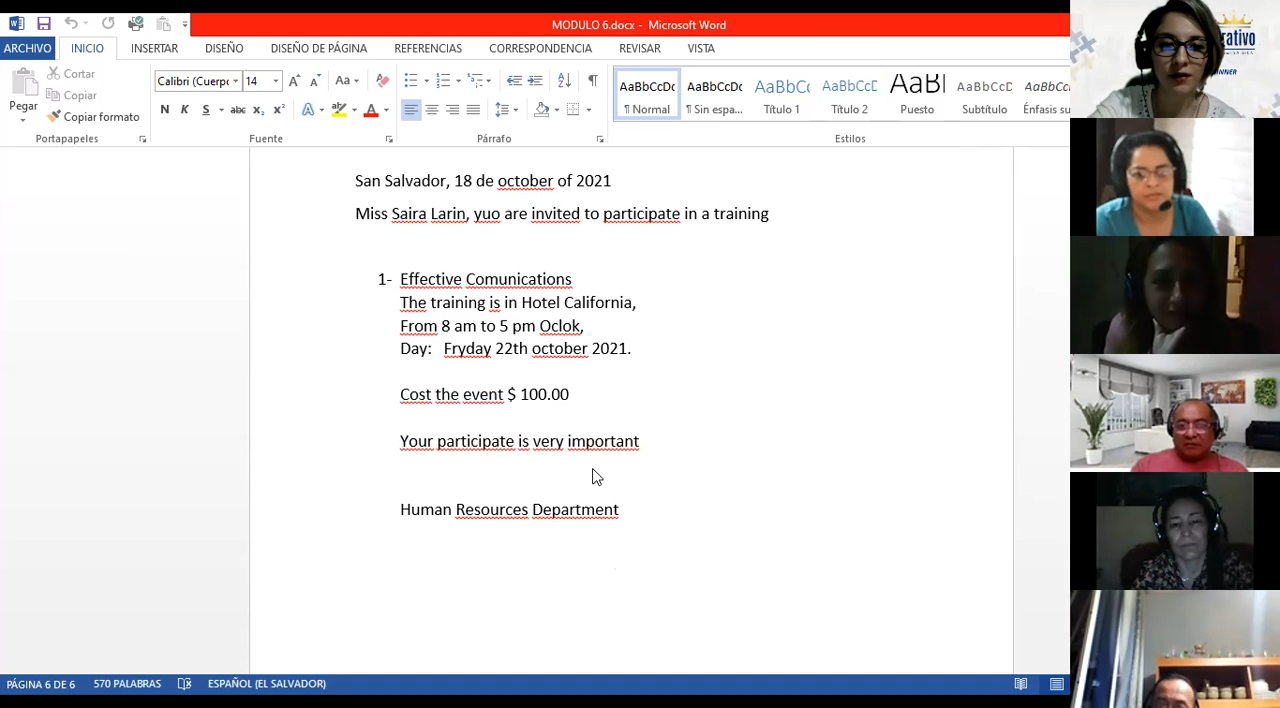 MODULO 6.docx - Microsoft Word
ARCHIVO INICIO INSERTAR DISEÑO DISEÑO DE PÁGINA REFERENCIAS CORRESPONDENCIA REVISAR VISTA
Pegar
Cortar
Copiar
Copiar formato
Portapapeles
Calibri (Cuerpo 14
Fuente
Párrafo
AaBbCcDc AaBbCcDc AaBbCc AaBbCcD AaBl AaBbCcD AaBbCcD
¶ Normal ¶ Sin espa... Título 1 Título 2 Puesto Subtítulo Énfasis su
Estilos
San Salvador, 18 de october of 2021
Miss Saira Larin, yuo are invited to participate in a training
1- Effective Comunications
The training is in Hotel California,
From 8 am to 5 pm Oclok,
Day: Fryday 22th october 2021.
Cost the event $ 100.00
Your participate is very important
Human Resources Department
PÁGINA 6 DE 6 570 PALABRAS ESPAÑOL (EL SALVADOR)